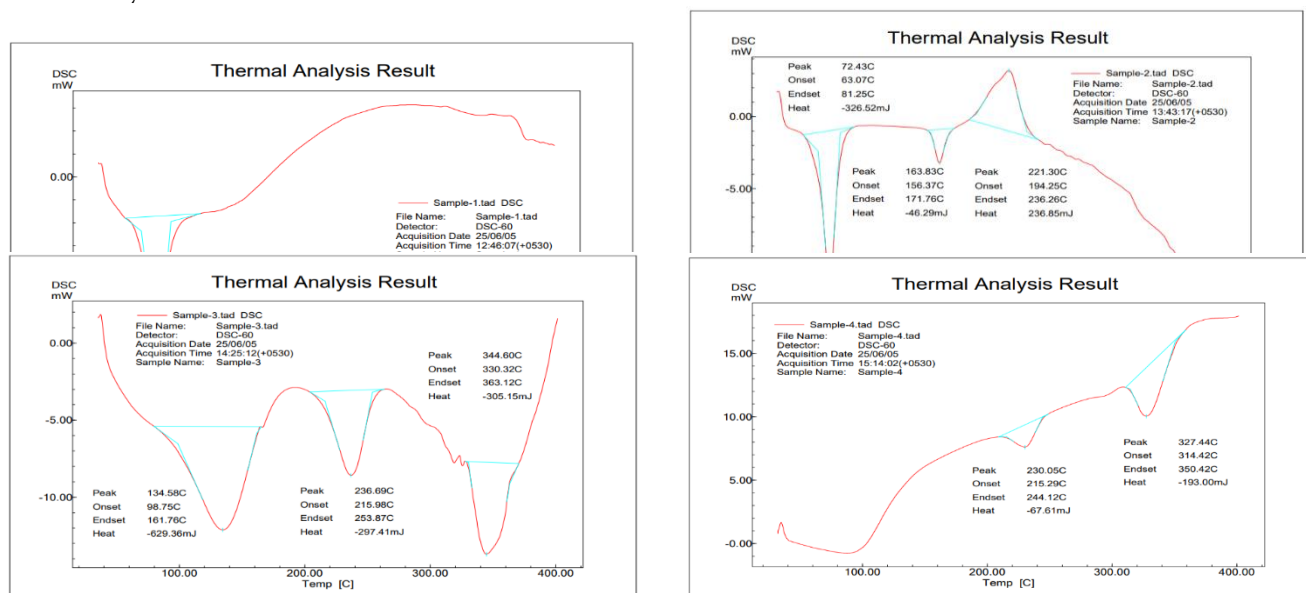 Thermal Analysis Result
DSC
mW
0.00
Sample-1.tad DSC
File Name: Sample-1.tad
Detector: DSC-60
Acquisition Date 25/06/05
Acquisition Time 12:46:07(+0530)
Thermal Analysis Result
DSC
mW
0.00
-5.00
Peak 72.43C
Onset 63.07C
Endset 81.25C
Heat -326.52mJ
Sample-2.tad DSC
File Name: Sample-2.tad
Detector: DSC-60
Acquisition Date 25/06/05
Acquisition Time 13:43:17(+0530)
Sample Name: Sample-2
Peak 163.83C
Onset 156.37C
Endset 171.76C
Heat -46.29mJ
Peak 221.30C
Onset 194.25C
Endset 236.26C
Heat 236.85mJ
Thermal Analysis Result
DSC
mW
0.00
-5.00
-10.00
Sample-3.tad DSC
File Name: Sample-3.tad
Detector: DSC-60
Acquisition Date 25/06/05
Acquisition Time 14:25:12(+0530)
Sample Name: Sample-3
Peak 344.60C
Onset 330.32C
Endset 363.12C
Heat -305.15mJ
Peak 134.58C
Onset 98.75C
Endset 161.76C
Heat -629.36mJ
Peak 236.69C
Onset 215.98C
Endset 253.87C
Heat -297.41mJ
100.00 200.00 300.00 400.00
Temp [C]
Thermal Analysis Result
DSC
mW
15.00
10.00
5.00
-0.00
Sample-4.tad DSC
File Name: Sample-4.tad
Detector: DSC-60
Acquisition Date 25/06/05
Acquisition Time 15:14:02(+0530)
Sample Name: Sample-4
Peak 230.05C
Onset 215.29C
Endset 244.12C
Heat -67.61mJ
Peak 327.44C
Onset 314.42C
Endset 350.42C
Heat -193.00mJ
100.00 200.00 300.00 400.00
Temp [C]